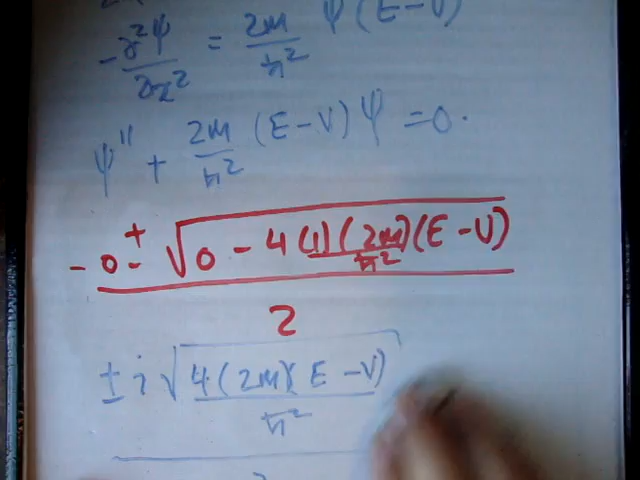 -∂²ψ/∂x² = 2m/ħ² ψ(E-V)
ψ'' + 2m/ħ² (E-V)ψ = 0.
-0 ± √(0 - 4(1)(2m/ħ²)(E-V)) / 2
± i √(4(2m)(E-V)/ħ²)